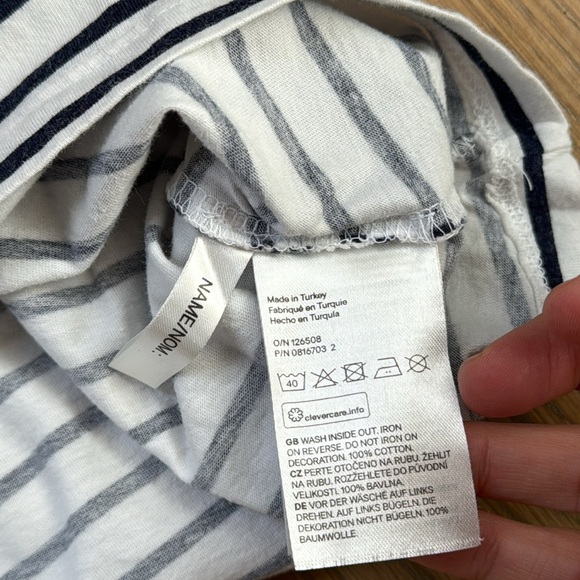 Made in Turkey
Fabriqué en Turquie
Hecho en Turquía
O/N 126508
P/N 0816703 2
40
clevercare.info
GB WASH INSIDE OUT. IRON
ON REVERSE. DO NOT IRON ON
DECORATION. 100% COTTON.
CZ PERTE OTOČENO NA RUBU. ŽEHLIT
NA RUBU. ROZŽEHLETE DO PŮVODNÍ
VELIKOSTI. 100% BAVLNA.
DE VOR DER WÄSCHE AUF LINKS
DREHEN. AUF LINKS BÜGELN. DIE
DEKORATION NICHT BÜGELN. 100%
BAUMWOLLE.
NAME/NOM: